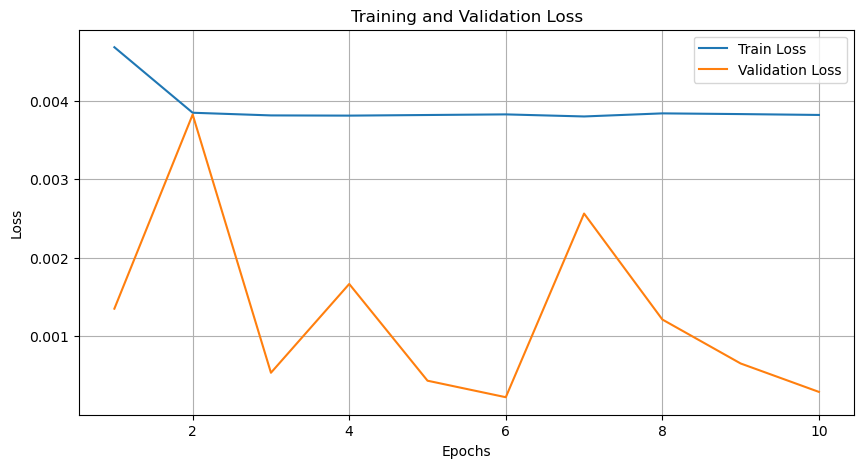 Training and Validation Loss
Train Loss
Validation Loss
0.004
0.003
0.002
0.001
Loss
2 4 6 8 10
Epochs